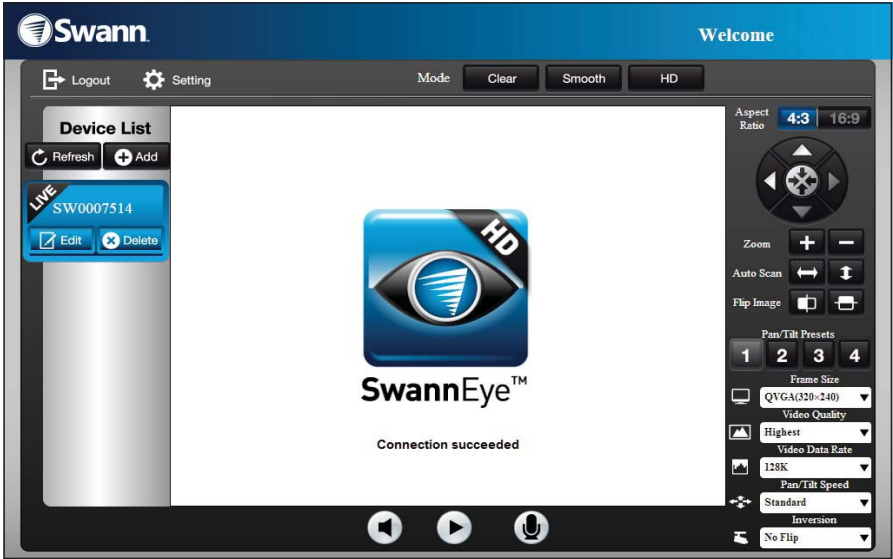 Swann
Welcome
Logout
Setting
Mode
Clear
Smooth
HD
Device List
Refresh
Add
LIVE
SW0007514
Edit
Delete
HD
SwannEye™
Connection succeeded
Aspect
Ratio
4:3
16:9
Zoom
Auto Scan
Flip Image
Pan/Tilt Presets
1 2 3 4
Frame Size
QVGA(320×240)
Video Quality
Highest
Video Data Rate
128K
Pan/Tilt Speed
Standard
Inversion
No Flip